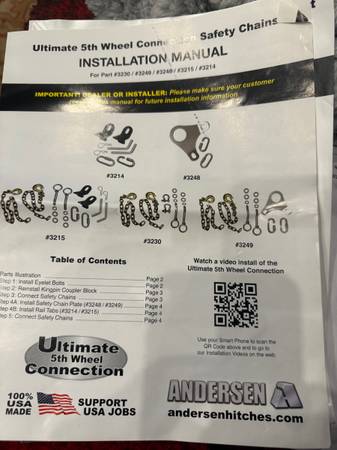 Ultimate 5th Wheel Connection Safety Chains
INSTALLATION MANUAL
For Part #3230 / #3249 / #3248 / #3215 / #3214
IMPORTANT! DEALER OR INSTALLER: Please make sure your customer
this manual for future installation information
#3214
#3248
#3215
#3230
#3249
Table of Contents
Parts Illustration Page 2
Step 1: Install Eyelet Bolts Page 2
Step 2: Reinstall Kingpin Coupler Block Page 3
Step 3: Connect Safety Chains Page 3
Step 4A: Install Safety Chain Plate (#3248 / #3249) Page 4
Step 4B: Install Rail Tabs (#3214 / #3215) Page 4
Step 5: Connect Safety Chains Page 4
Watch a video install of the
Ultimate 5th Wheel Connection
Use your Smart Phone to scan the
QR Code above and to go to
our Installation Videos on the web.
Ultimate
5th Wheel
Connection
ANDERSEN
andersenhitches.com
100%
USA
MADE
SUPPORT
USA JOBS